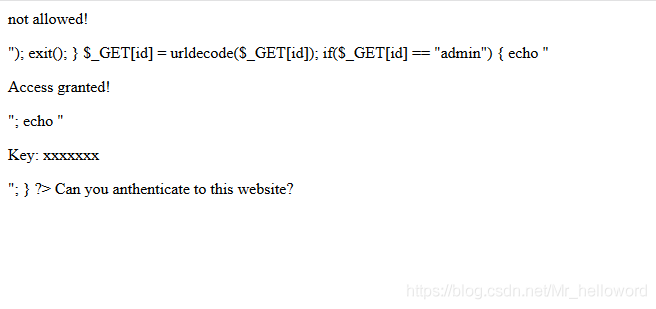 not allowed!
"); exit(); } $_GET[id] = urldecode($_GET[id]); if($_GET[id] == "admin") { echo "
Access granted!
"; echo "
Key: xxxxxxx
"; } ?> Can you anthenticate to this website?
https://blog.csdn.net/Mr_helloword